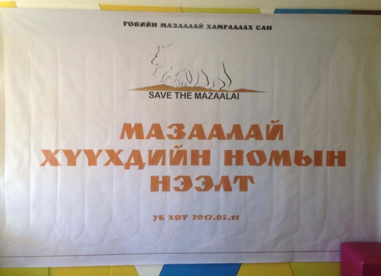 ГОВИЙН МАЗААЛАЙ ХАМГААЛАХ САН
SAVE THE MAZAALAI
МАЗААЛАЙ
ХҮҮХДИЙН НОМЫН
НЭЭЛТ
УБ ХОТ 2017.05.11